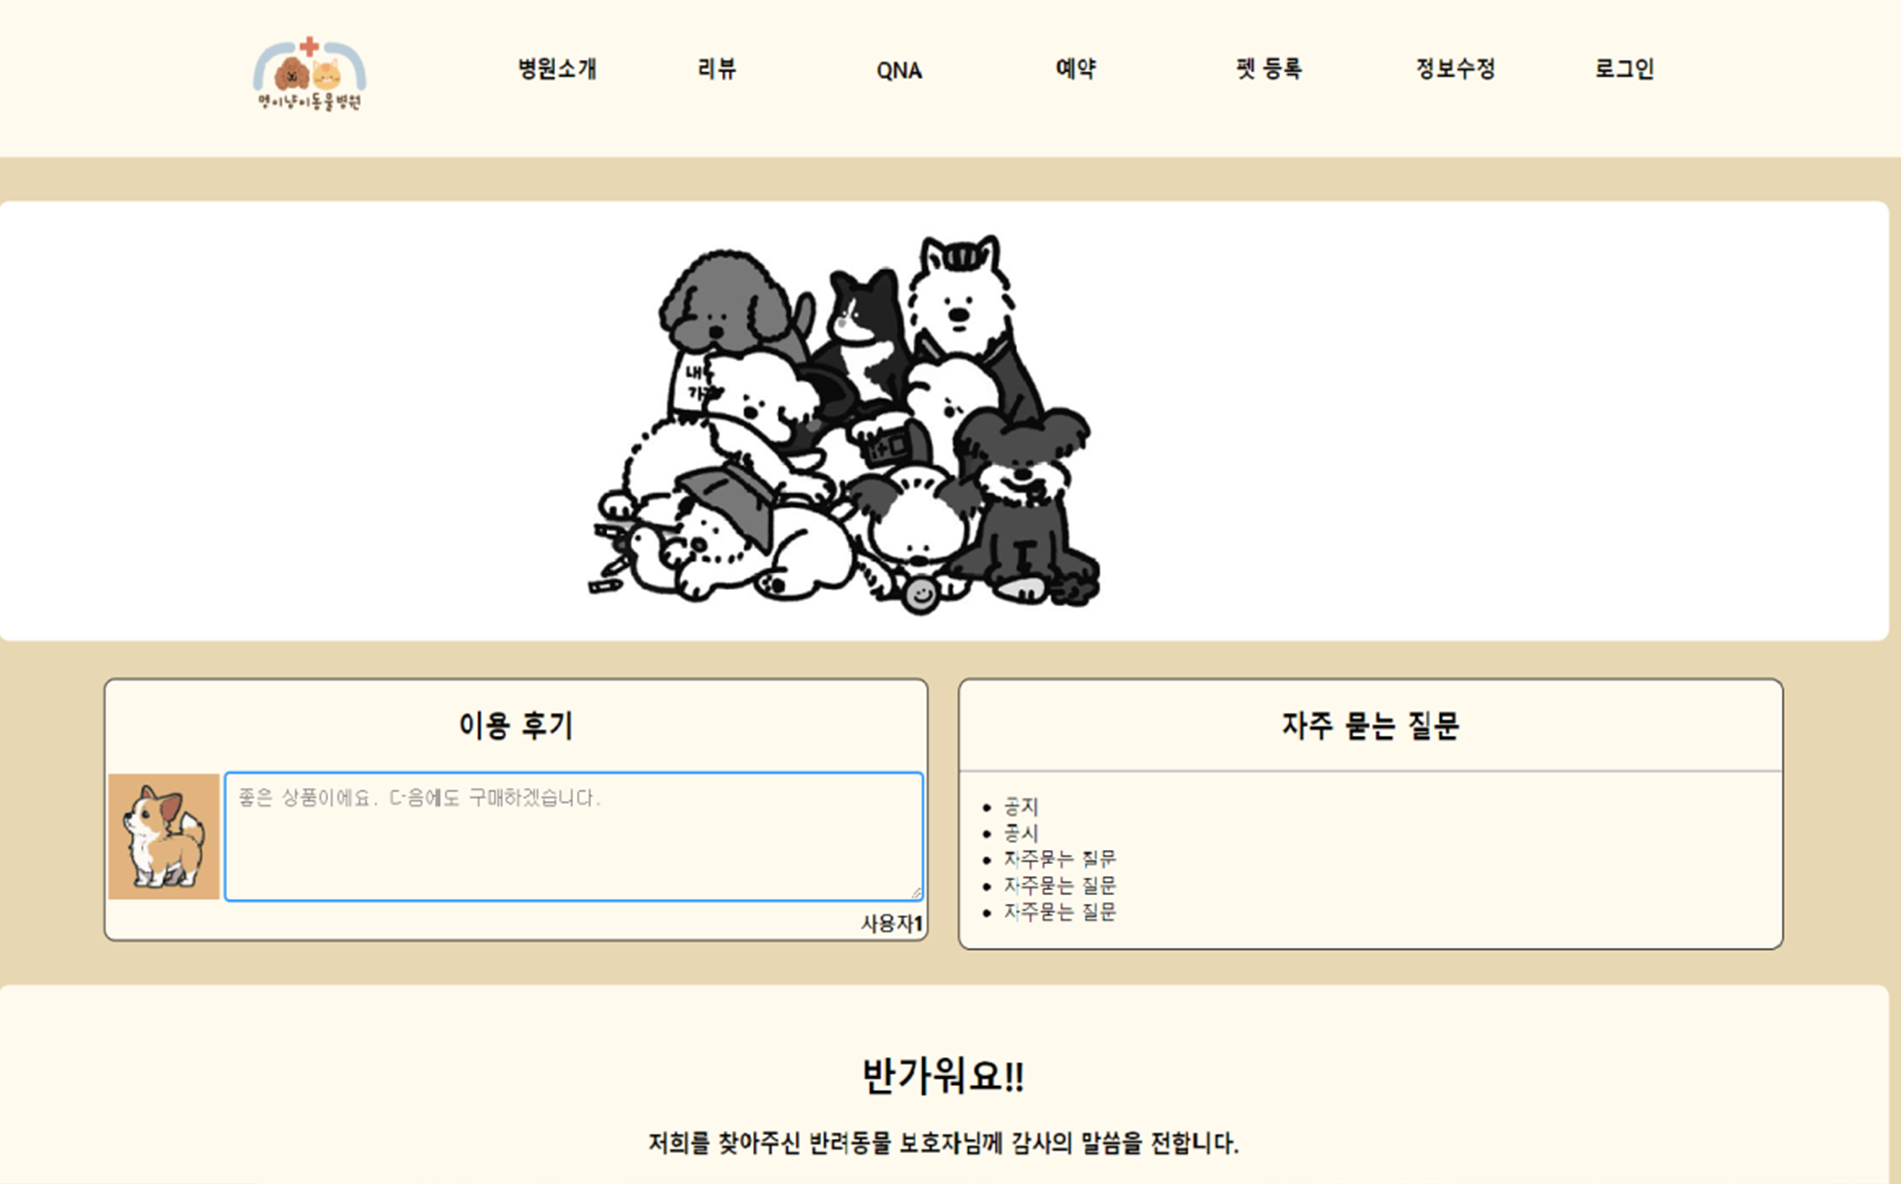 멍이냥이동물병원
병원소개 리뷰 QNA 예약 펫 등록 정보수정 로그인
이용 후기
좋은 상품이에요. 다음에도 구매하겠습니다.
사용자1
자주 묻는 질문
공지
공시
자주묻는 질문
자주묻는 질문
자주묻는 질문
반가워요!!
저희를 찾아주신 반려동물 보호자님께 감사의 말씀을 전합니다.